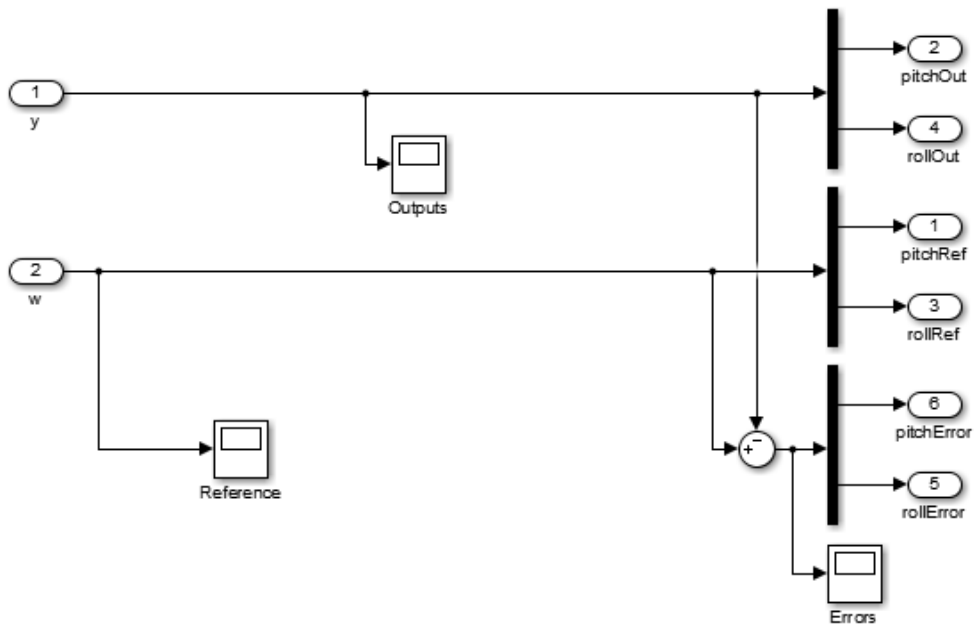 2
pitchOut
1
y
4
rollOut
Outputs
1
pitchRef
2
w
3
rollRef
6
pitchError
−
+
Reference
5
rollError
Errors